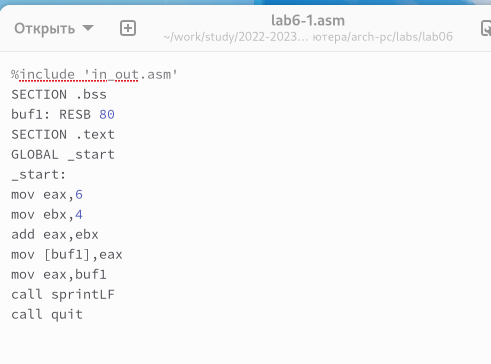 Открыть
lab6-1.asm
~/work/study/2022-2023… ютера/arch-pc/labs/lab06
%include 'in_out.asm'
SECTION .bss
buf1: RESB 80
SECTION .text
GLOBAL _start
_start:
mov eax,6
mov ebx,4
add eax,ebx
mov [buf1],eax
mov eax,buf1
call sprintLF
call quit